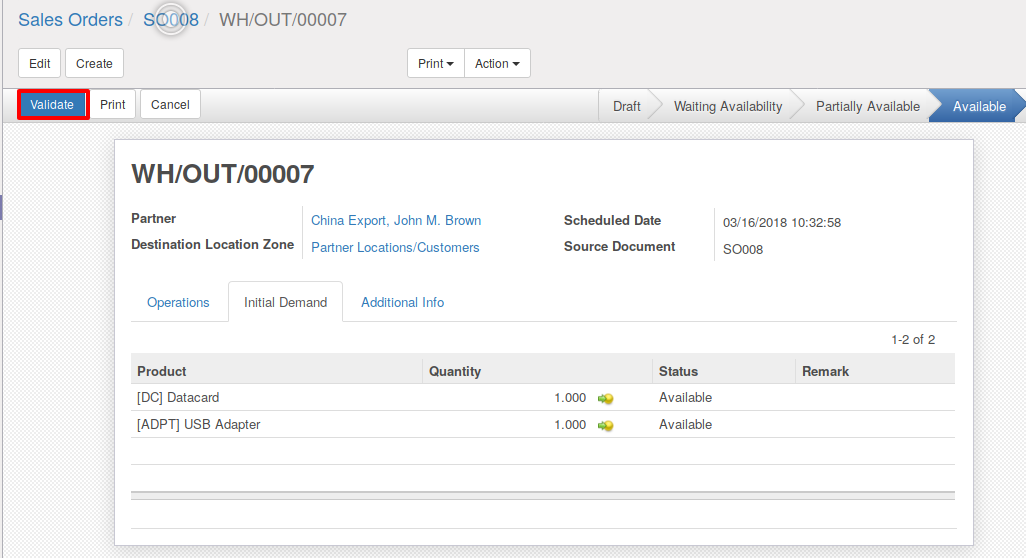 Sales Orders / SO008 / WH/OUT/00007
Edit Create Print Action
Validate Print Cancel Draft Waiting Availability Partially Available Available
WH/OUT/00007
Partner China Export, John M. Brown Scheduled Date 03/16/2018 10:32:58
Destination Location Zone Partner Locations/Customers Source Document SO008
Operations Initial Demand Additional Info
1-2 of 2
Product Quantity Status Remark
[DC] Datacard 1.000 Available
[ADPT] USB Adapter 1.000 Available